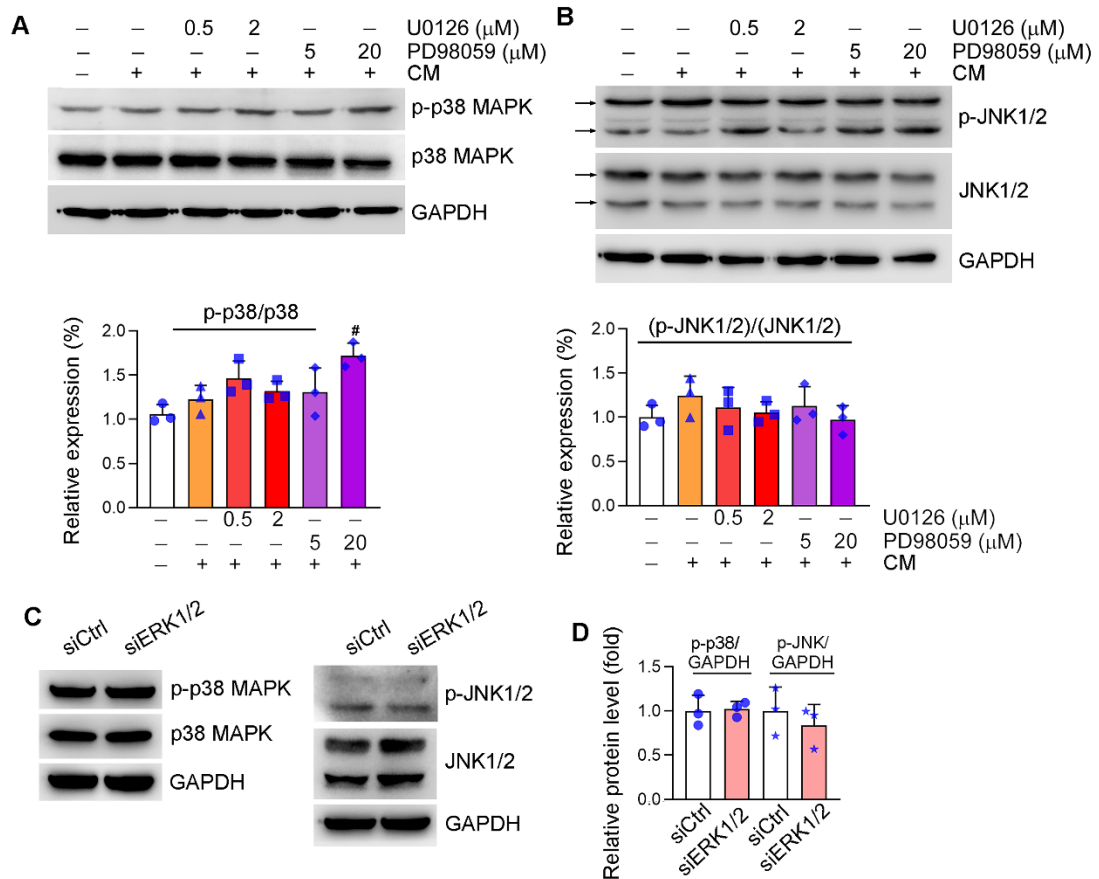 A
– – 0.5 2 – – U0126 (μM)
– – – – 5 20 PD98059 (μM)
– + + + + + CM
p-p38 MAPK
p38 MAPK
GAPDH
p-p38/p38
Relative expression (%)
2.0
1.5
1.0
0.5
0.0
#
– – 0.5 2 – –
– – – – 5 20
– + + + + +
B
– – 0.5 2 – – U0126 (μM)
– – – – 5 20 PD98059 (μM)
– + + + + + CM
p-JNK1/2
JNK1/2
GAPDH
(p-JNK1/2)/(JNK1/2)
Relative expression (%)
2.0
1.5
1.0
0.5
0.0
– – 0.5 2 – – U0126 (μM)
– – – – 5 20 PD98059 (μM)
– + + + + + CM
C
siCtrl siERK1/2
p-p38 MAPK
p38 MAPK
GAPDH
siCtrl siERK1/2
p-JNK1/2
JNK1/2
GAPDH
D
p-p38/ p-JNK/
GAPDH GAPDH
Relative protein level (fold)
1.5
1.0
0.5
0.0
siCtrl siERK1/2 siCtrl siERK1/2